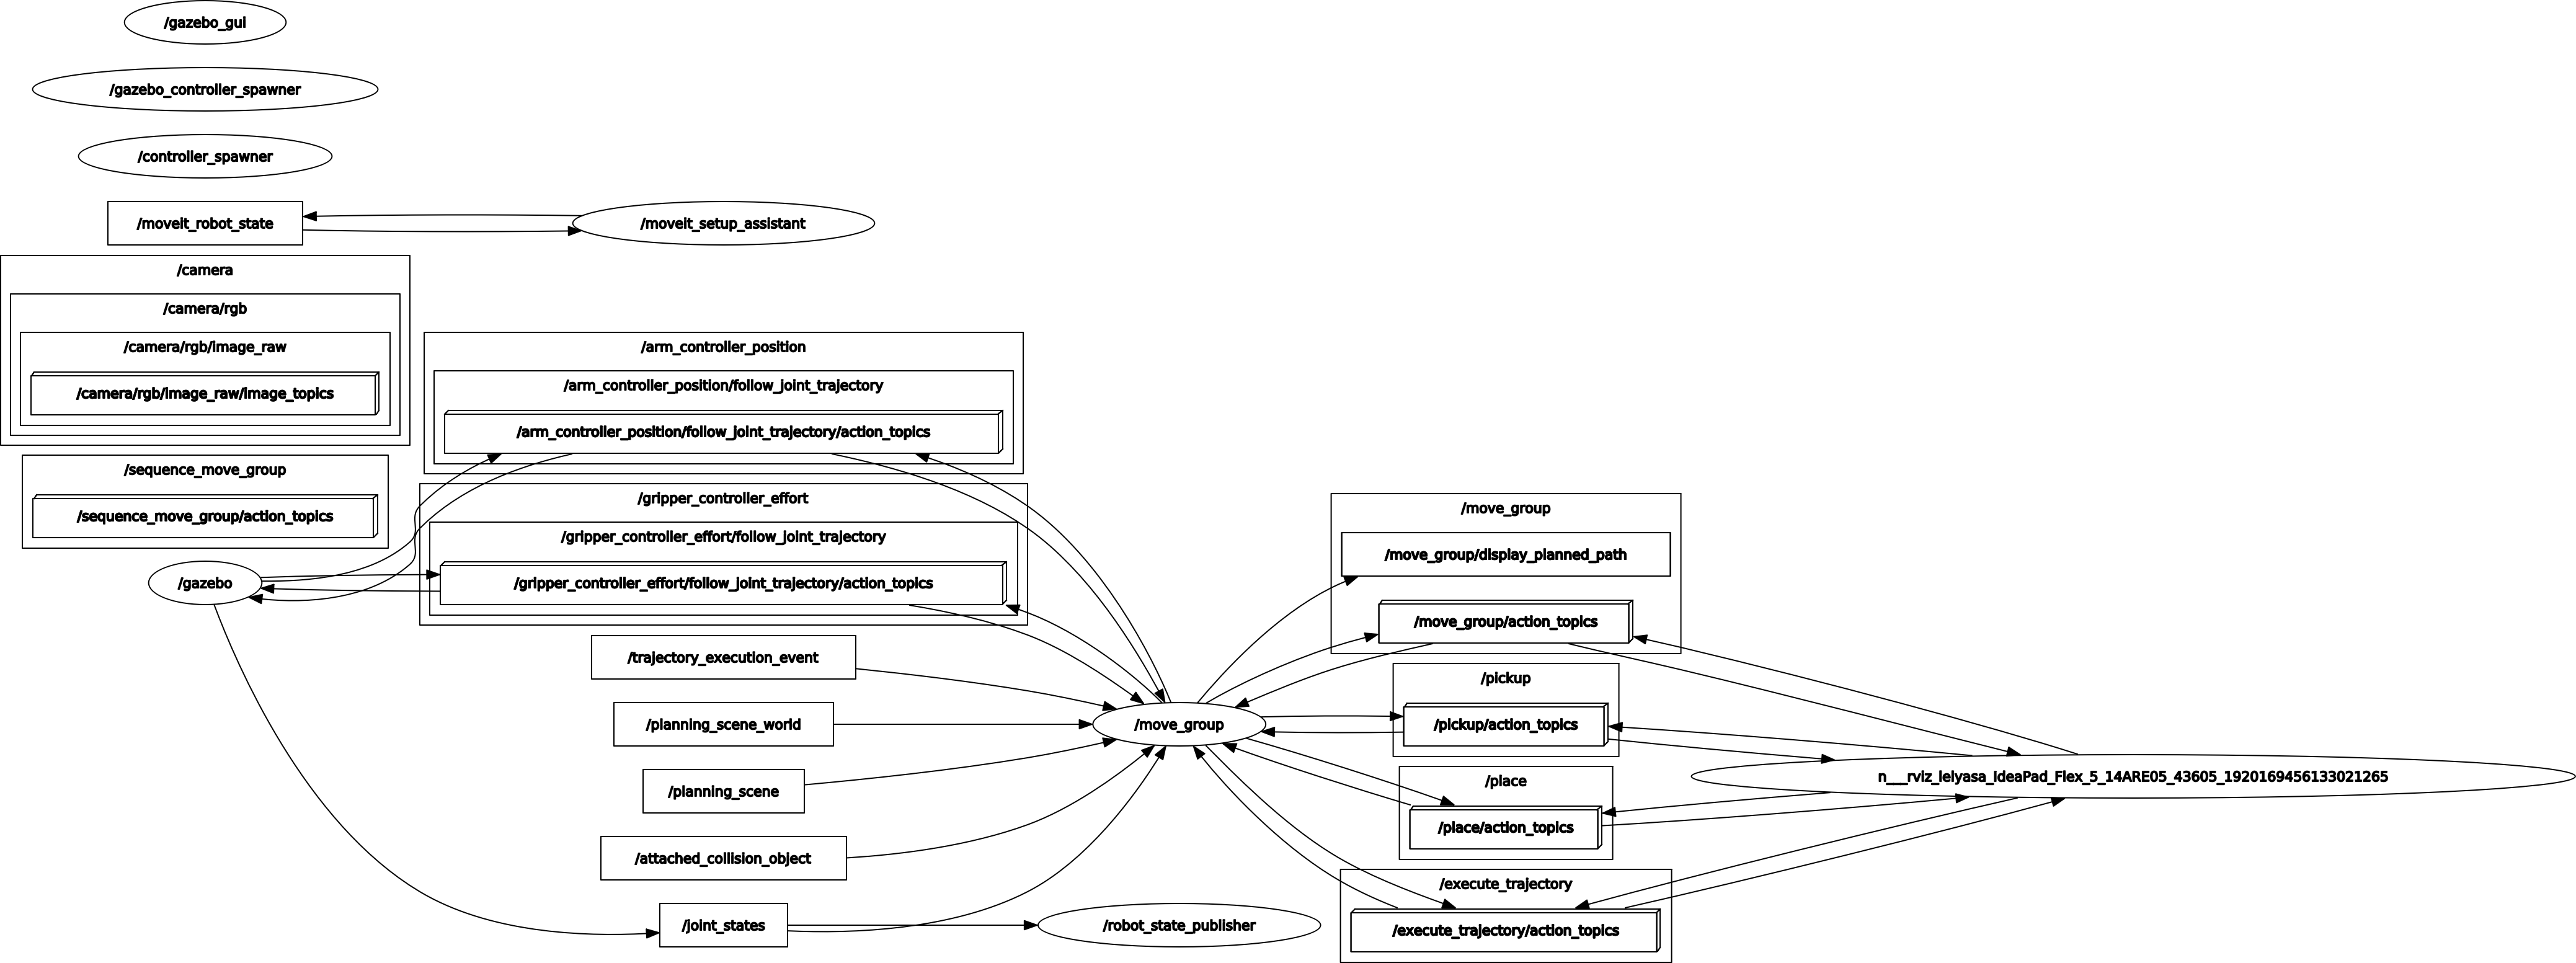 /gazebo_gui
/gazebo_controller_spawner
/controller_spawner
/moveit_robot_state
/moveit_setup_assistant
/camera
/camera/rgb
/camera/rgb/image_raw
/camera/rgb/image_raw/image_topics
/sequence_move_group
/sequence_move_group/action_topics
/gazebo
/arm_controller_position
/arm_controller_position/follow_joint_trajectory
/arm_controller_position/follow_joint_trajectory/action_topics
/gripper_controller_effort
/gripper_controller_effort/follow_joint_trajectory
/gripper_controller_effort/follow_joint_trajectory/action_topics
/trajectory_execution_event
/planning_scene_world
/planning_scene
/attached_collision_object
/joint_states
/move_group
/robot_state_publisher
/move_group
/move_group/display_planned_path
/move_group/action_topics
/pickup
/pickup/action_topics
/place
/place/action_topics
/execute_trajectory
/execute_trajectory/action_topics
n___rviz_lelyasa_IdeaPad_Flex_5_14ARE05_43605_1920169456133021265